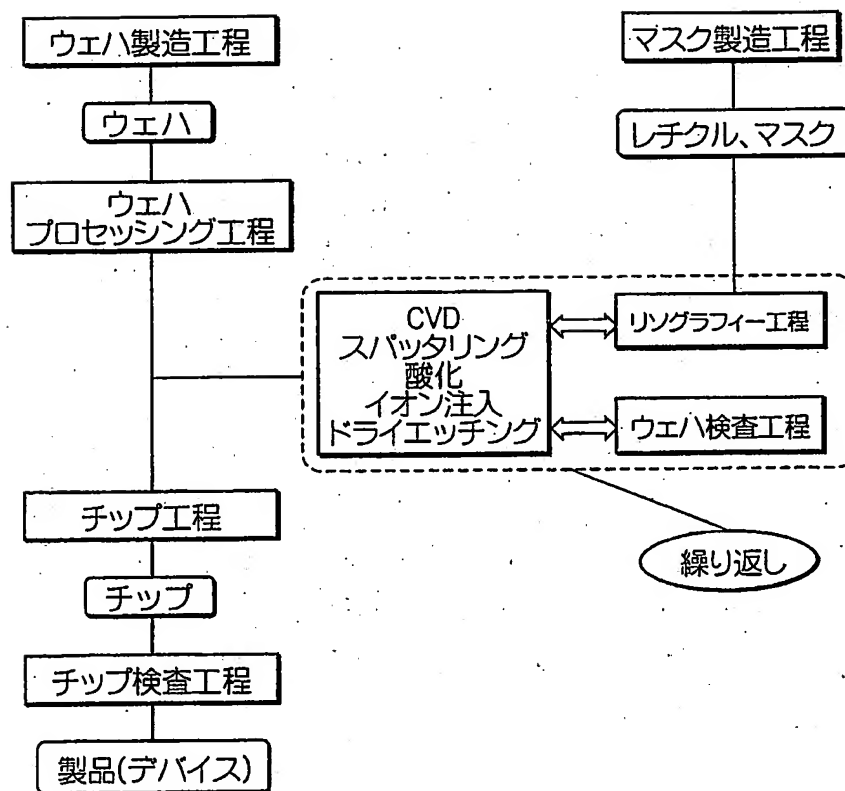 ウェハ製造工程
ウェハ
ウェハ
プロセッシング工程
チップ工程
チップ
チップ検査工程
製品(デバイス)
マスク製造工程
レチクル、マスク
CVD
スパッタリング
酸化
イオン注入
ドライエッチング
リソグラフィー工程
ウェハ検査工程
繰り返し